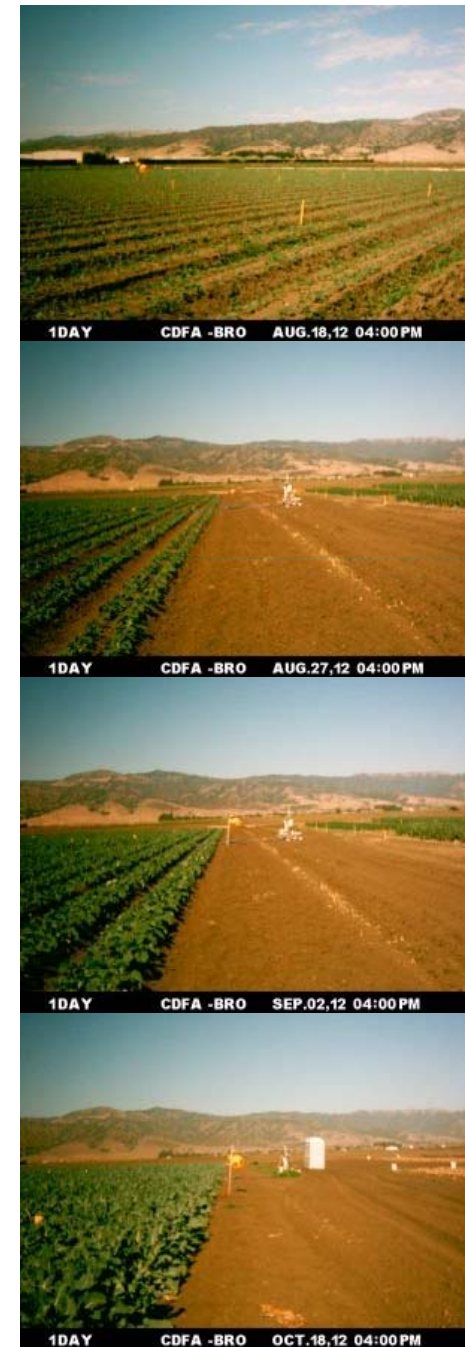 1DAY CDFA -BRO AUG.18,12 04:00PM
1DAY CDFA -BRO AUG.27,12 04:00PM
1DAY CDFA -BRO SEP.02,12 04:00PM
1DAY CDFA -BRO OCT.18,12 04:00PM